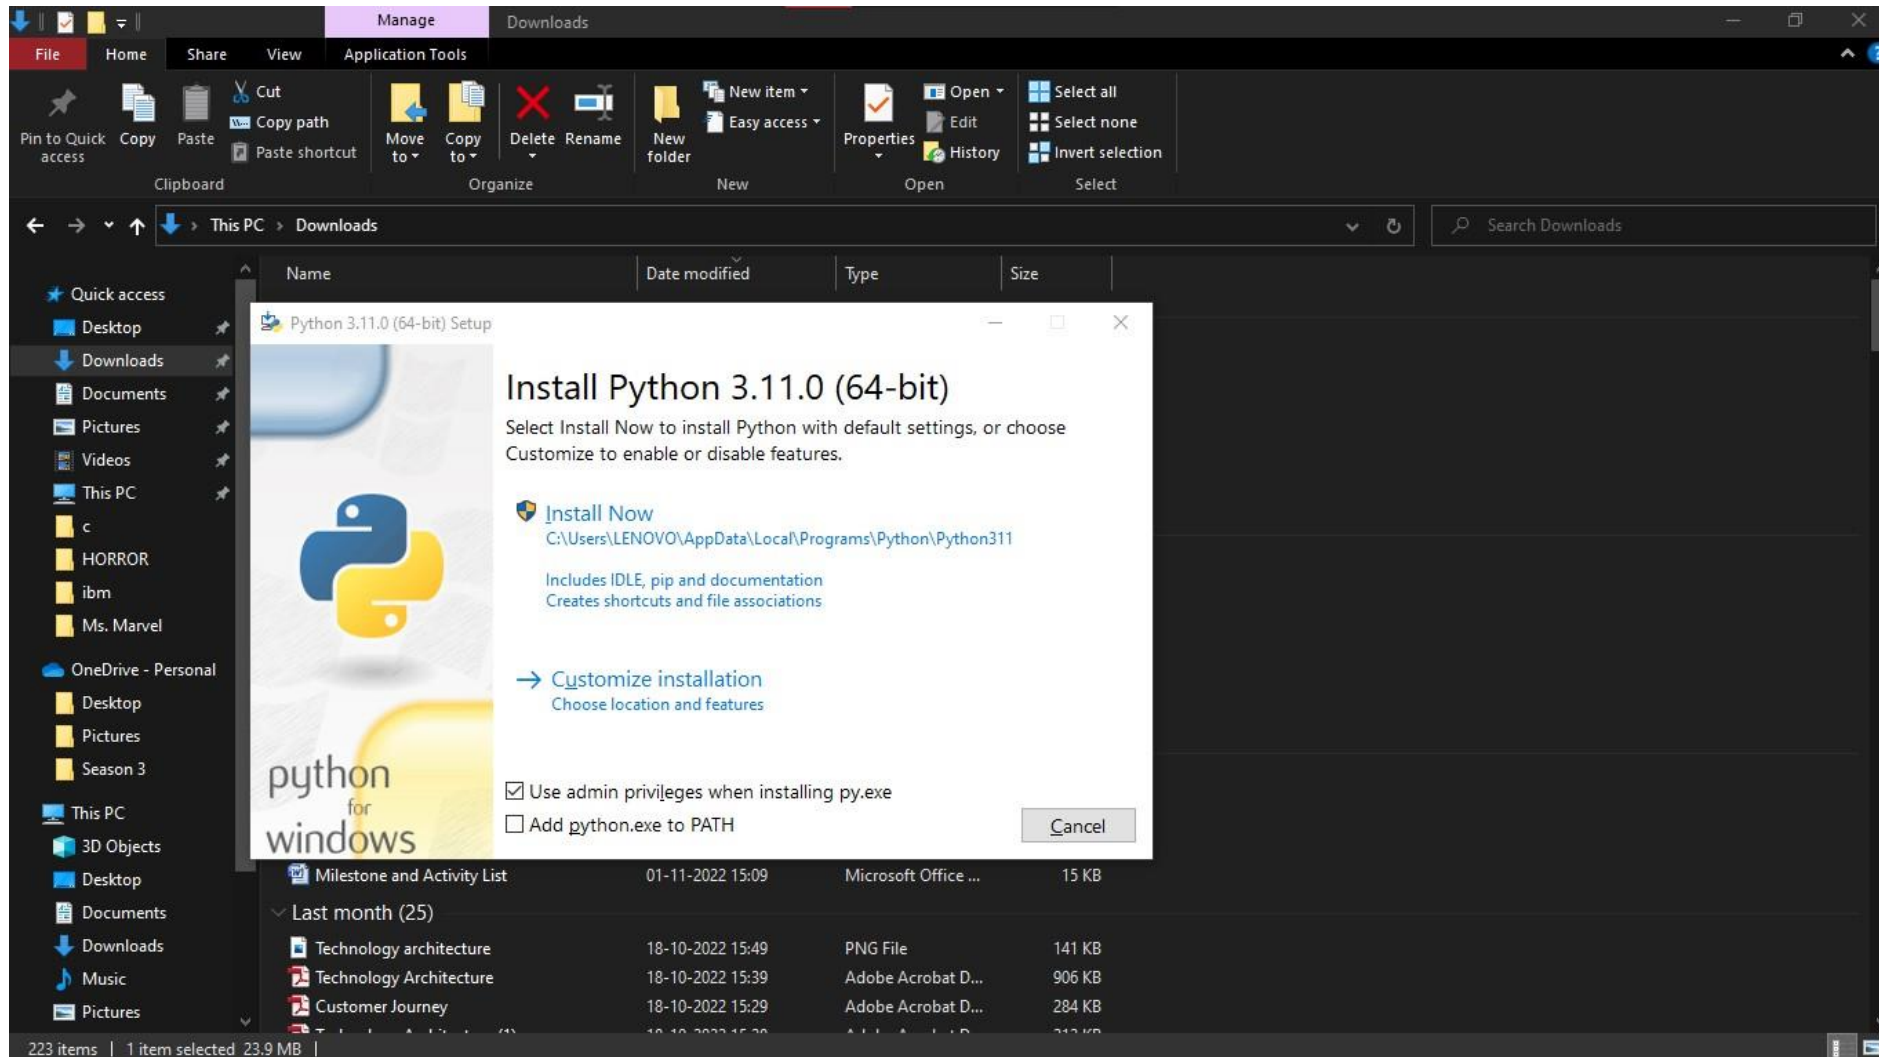 Manage
Downloads
File
Home
Share
View
Application Tools
Pin to Quick access
Copy
Paste
Cut
Copy path
Paste shortcut
Clipboard
Move to
Copy to
Delete
Rename
Organize
New folder
New item
Easy access
New
Properties
Open
Edit
History
Open
Select all
Select none
Invert selection
Select
This PC > Downloads
Search Downloads
Name
Date modified
Type
Size
Quick access
Desktop
Downloads
Documents
Pictures
Videos
This PC
c
HORROR
ibm
Ms. Marvel
OneDrive - Personal
Desktop
Pictures
Season 3
This PC
3D Objects
Desktop
Documents
Downloads
Music
Pictures
Python 3.11.0 (64-bit) Setup
Install Python 3.11.0 (64-bit)
Select Install Now to install Python with default settings, or choose
Customize to enable or disable features.
Install Now
C:\Users\LENOVO\AppData\Local\Programs\Python\Python311
Includes IDLE, pip and documentation
Creates shortcuts and file associations
Customize installation
Choose location and features
python
for
windows
Use admin privileges when installing py.exe
Add python.exe to PATH
Cancel
Milestone and Activity List 01-11-2022 15:09 Microsoft Office ... 15 KB
Last month (25)
Technology architecture 18-10-2022 15:49 PNG File 141 KB
Technology Architecture 18-10-2022 15:39 Adobe Acrobat D... 906 KB
Customer Journey 18-10-2022 15:29 Adobe Acrobat D... 284 KB
223 items | 1 item selected 23.9 MB |